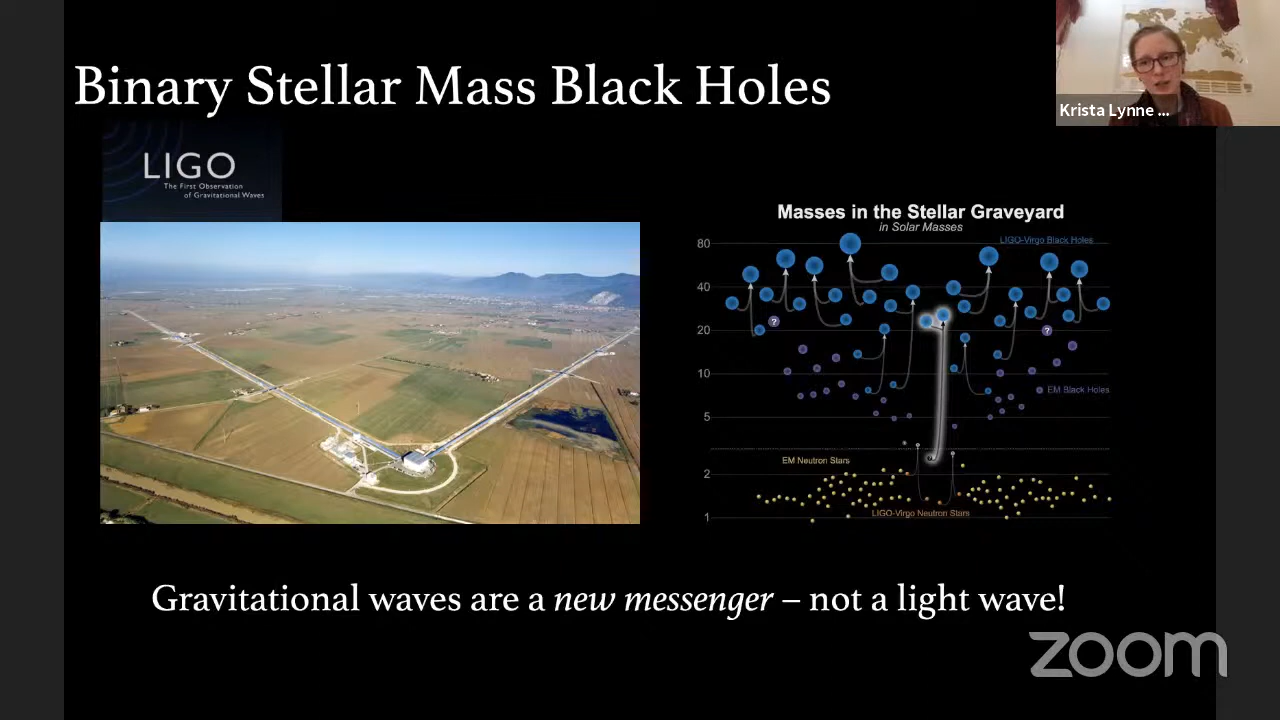 Binary Stellar Mass Black Holes
Krista Lynne ...
LIGO
The First Observation
of Gravitational Waves
Masses in the Stellar Graveyard
in Solar Masses
LIGO-Virgo Black Holes
80
40
?
20
?
10
EM Black Holes
5
EM Neutron Stars
2
LIGO-Virgo Neutron Stars
1
Gravitational waves are a new messenger – not a light wave!
zoom